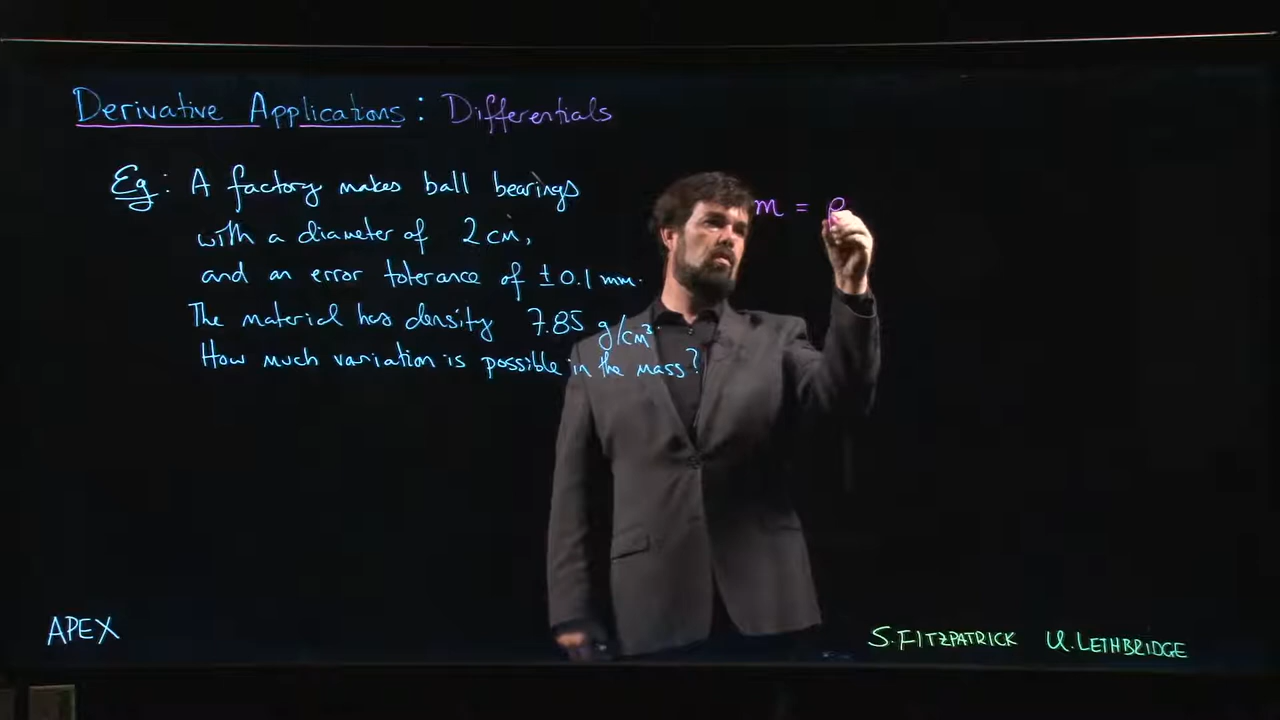 Derivative Applications: Differentials
Eg: A factory makes ball bearings
with a diameter of 2 cm,
and an error tolerance of ±0.1 mm.
The material has density 7.85 g/cm³.
How much variation is possible in the mass?
m = ρ
APEX
S. FITZPATRICK U. LETHBRIDGE